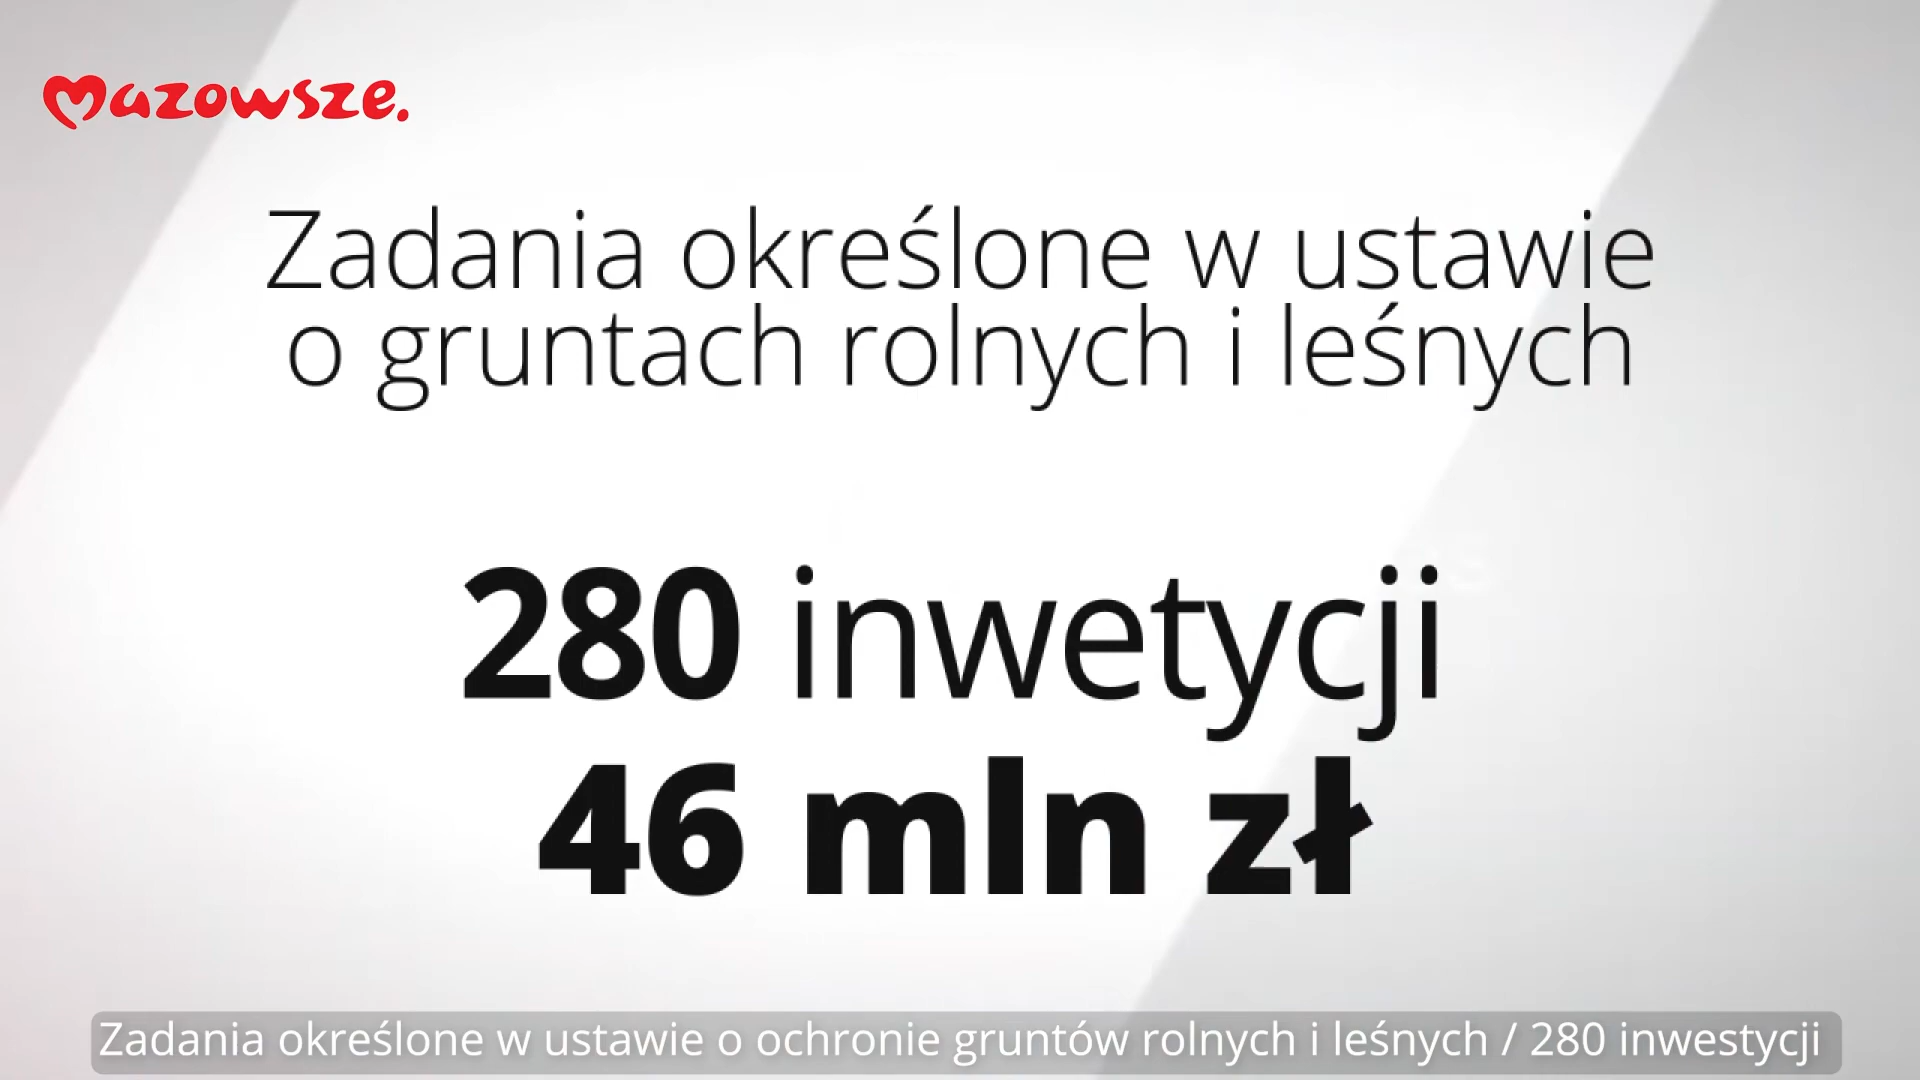 Mazowsze.
Zadania określone w ustawie
o gruntach rolnych i leśnych
280 inwetycji
46 mln zł
Zadania określone w ustawie o ochronie gruntów rolnych i leśnych / 280 inwestycji